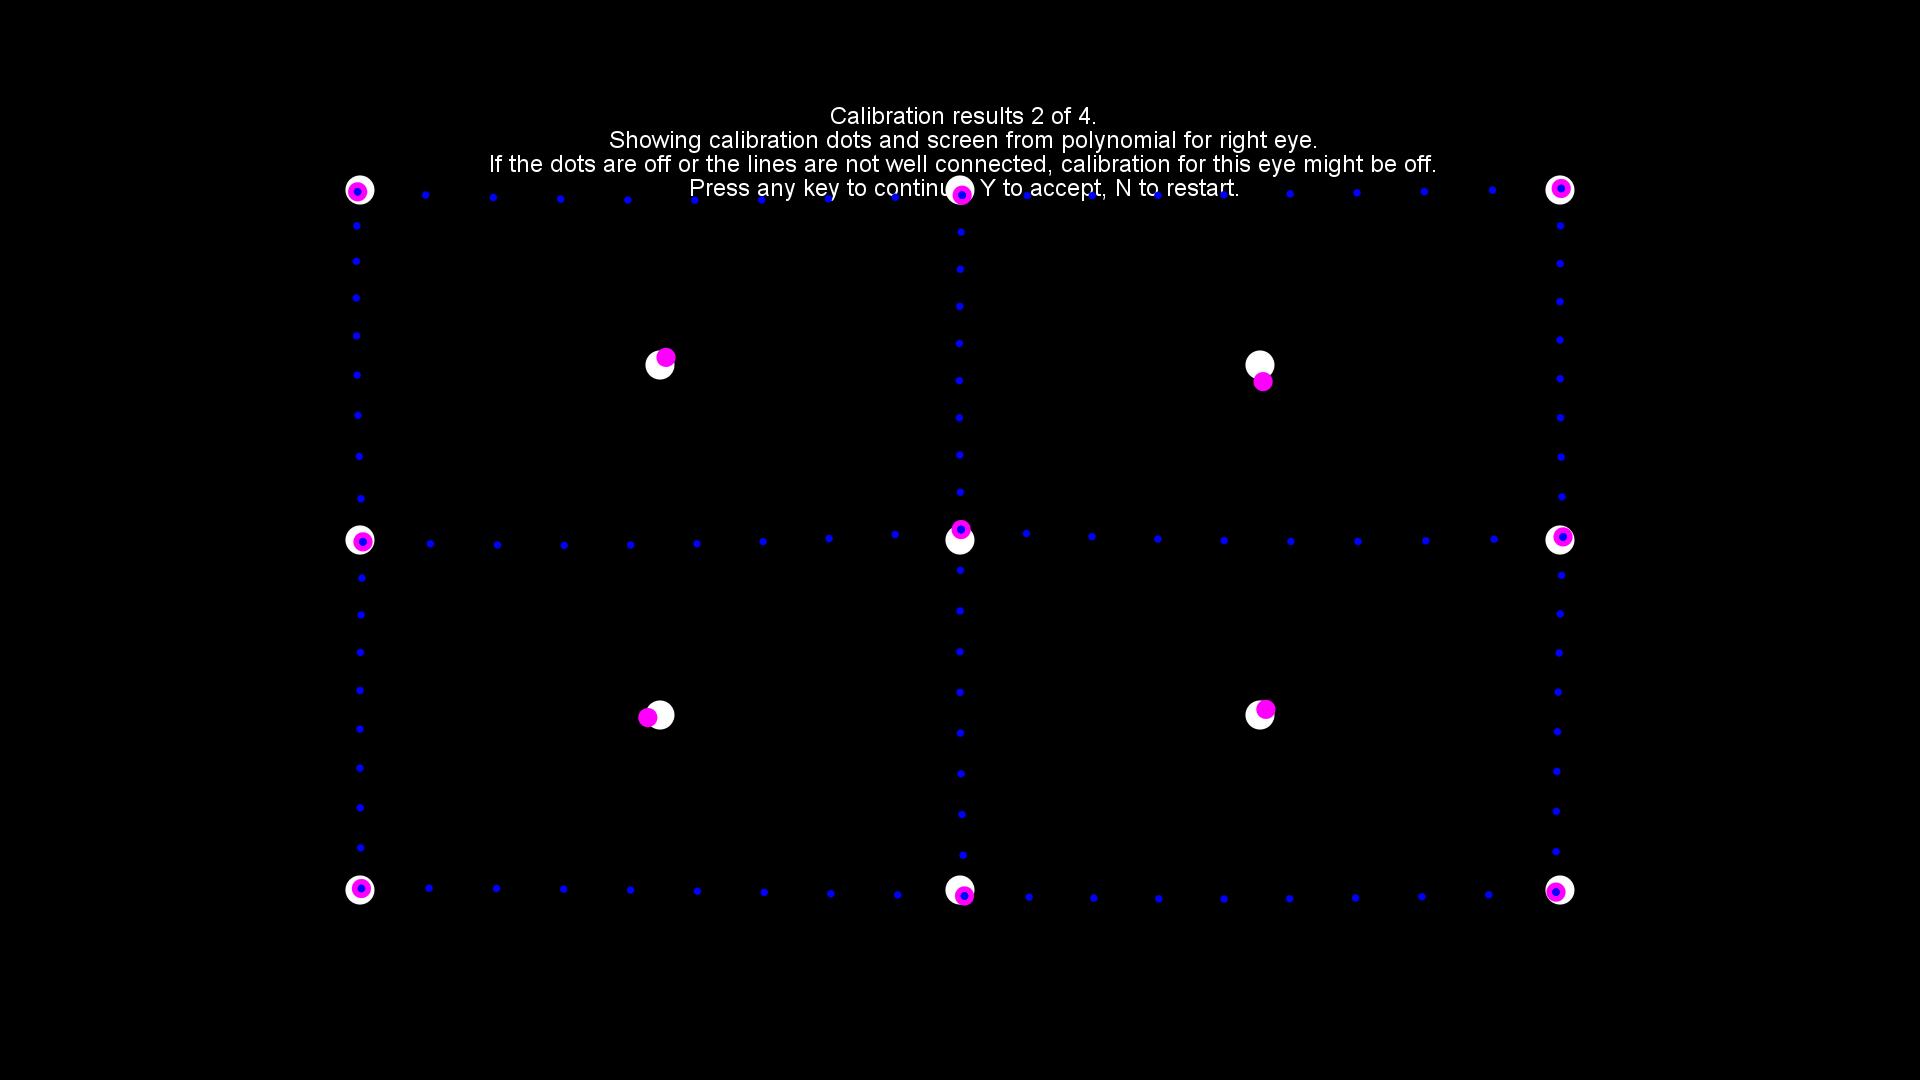 Calibration results 2 of 4.
Showing calibration dots and screen from polynomial for right eye.
If the dots are off or the lines are not well connected, calibration for this eye might be off.
Press any key to continu Y to accept, N to restart.